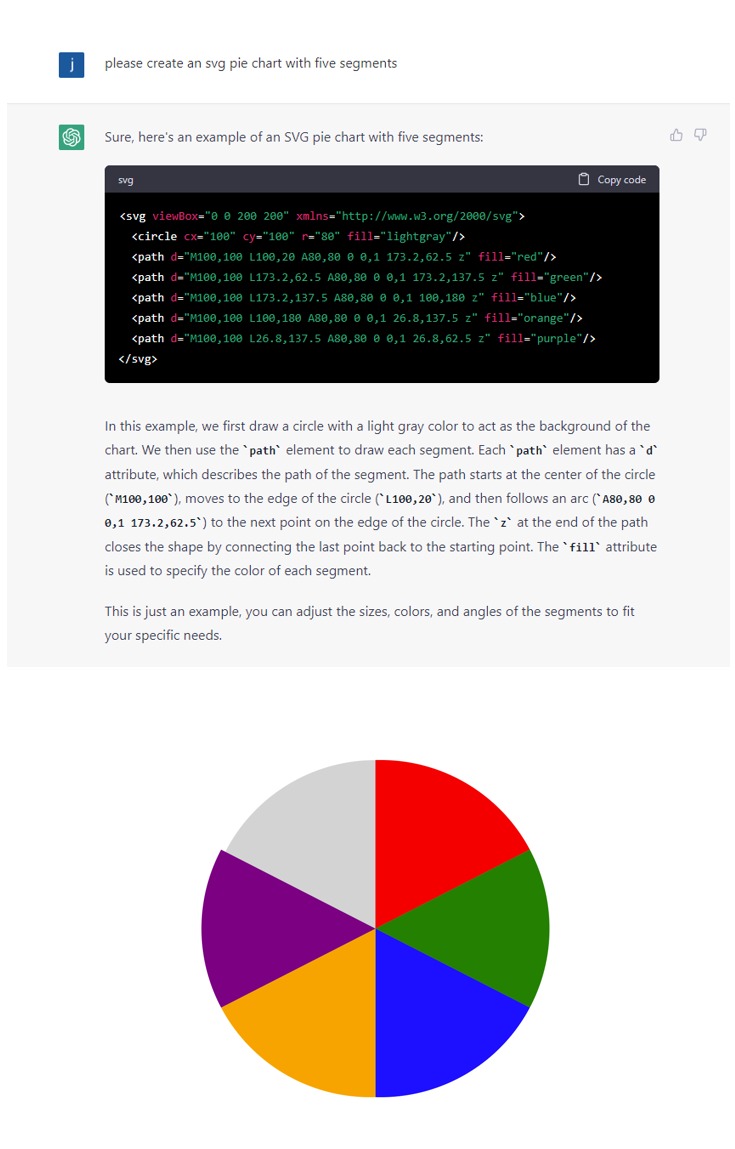 j
please create an svg pie chart with five segments
Sure, here's an example of an SVG pie chart with five segments:
svg
Copy code
<svg viewBox="0 0 200 200" xmlns="http://www.w3.org/2000/svg">
  <circle cx="100" cy="100" r="80" fill="lightgray"/>
  <path d="M100,100 L100,20 A80,80 0 0,1 173.2,62.5 z" fill="red"/>
  <path d="M100,100 L173.2,62.5 A80,80 0 0,1 173.2,137.5 z" fill="green"/>
  <path d="M100,100 L173.2,137.5 A80,80 0 0,1 100,180 z" fill="blue"/>
  <path d="M100,100 L100,180 A80,80 0 0,1 26.8,137.5 z" fill="orange"/>
  <path d="M100,100 L26.8,137.5 A80,80 0 0,1 26.8,62.5 z" fill="purple"/>
</svg>
In this example, we first draw a circle with a light gray color to act as the background of the
chart. We then use the `path` element to draw each segment. Each `path` element has a `d`
attribute, which describes the path of the segment. The path starts at the center of the circle
(`M100,100`), moves to the edge of the circle (`L100,20`), and then follows an arc (`A80,80 0
0,1 173.2,62.5`) to the next point on the edge of the circle. The `z` at the end of the path
closes the shape by connecting the last point back to the starting point. The `fill` attribute
is used to specify the color of each segment.
This is just an example, you can adjust the sizes, colors, and angles of the segments to fit
your specific needs.